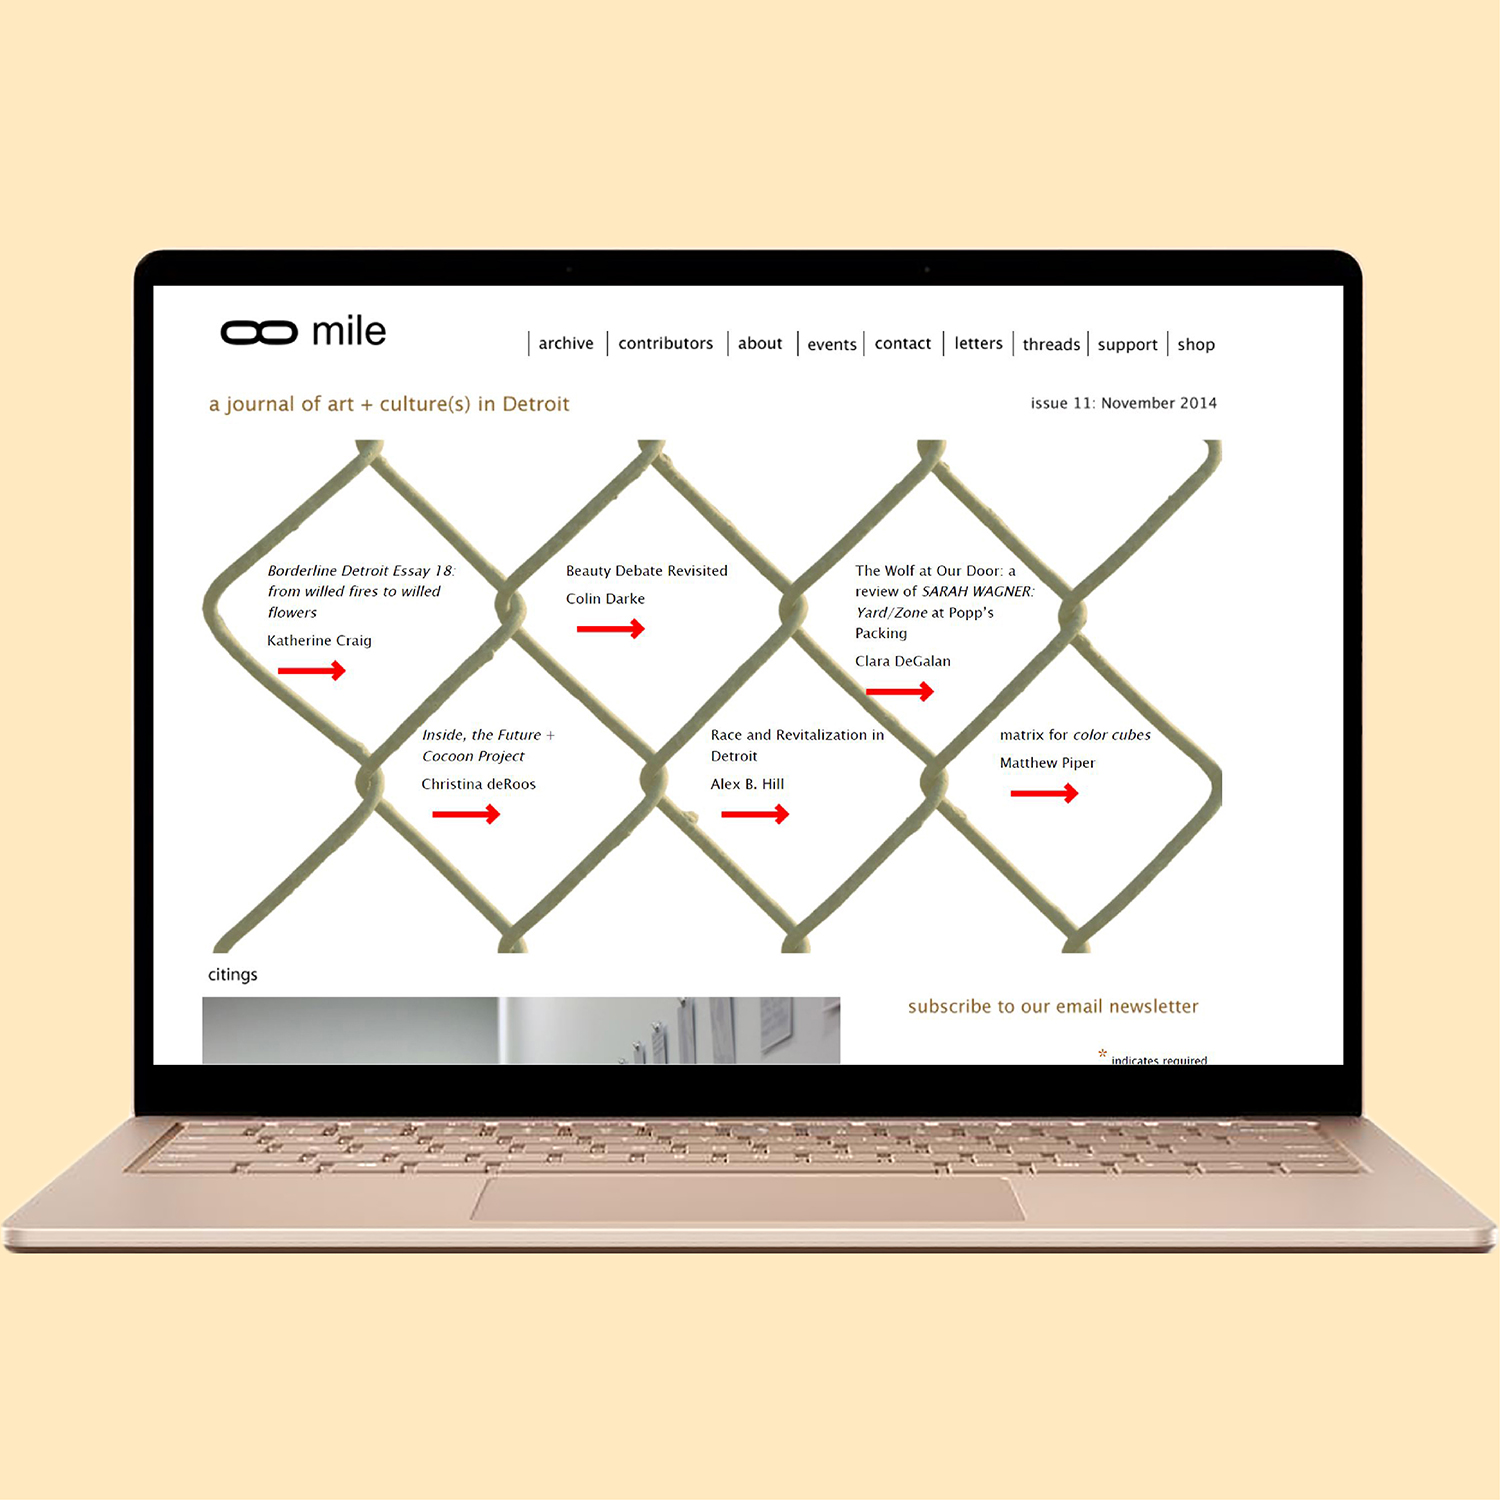 mile
archive contributors about events contact letters threads support shop
a journal of art + culture(s) in Detroit
issue 11: November 2014
Borderline Detroit Essay 18:
from willed fires to willed
flowers
Katherine Craig
Beauty Debate Revisited
Colin Darke
The Wolf at Our Door: a
review of SARAH WAGNER:
Yard/Zone at Popp's
Packing
Clara DeGalan
Inside, the Future +
Cocoon Project
Christina deRoos
Race and Revitalization in
Detroit
Alex B. Hill
matrix for color cubes
Matthew Piper
citings
subscribe to our email newsletter
* indicates required